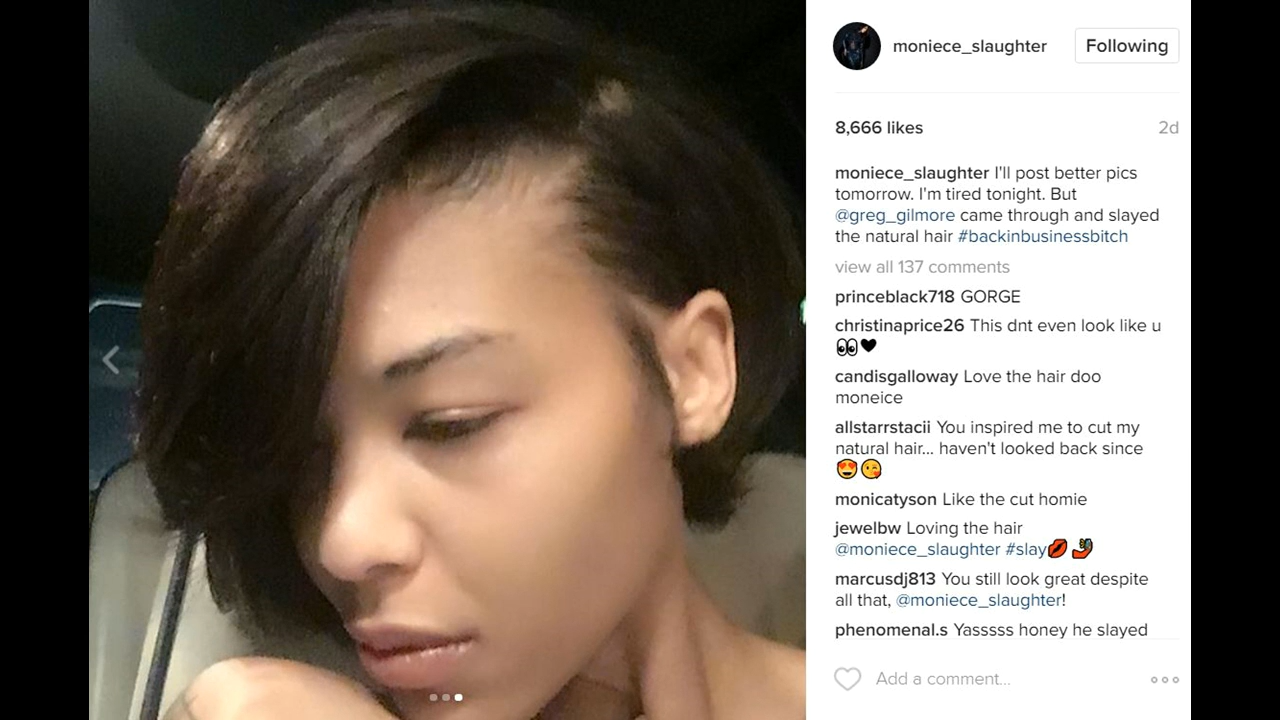 moniece_slaughter
Following
8,666 likes
2d
moniece_slaughter I'll post better pics
tomorrow. I'm tired tonight. But
@greg_gilmore came through and slayed
the natural hair #backinbusinessbitch
view all 137 comments
princeblack718 GORGE
christinaprice26 This dnt even look like u
👀🖤
candisgalloway Love the hair doo
moneice
allstarrstacii You inspired me to cut my
natural hair... haven't looked back since
😍😘
monicatyson Like the cut homie
jewelbw Loving the hair
@moniece_slaughter #slay💋💅
marcusdj813 You still look great despite
all that, @moniece_slaughter!
phenomenal.s Yasssss honey he slayed
Add a comment...